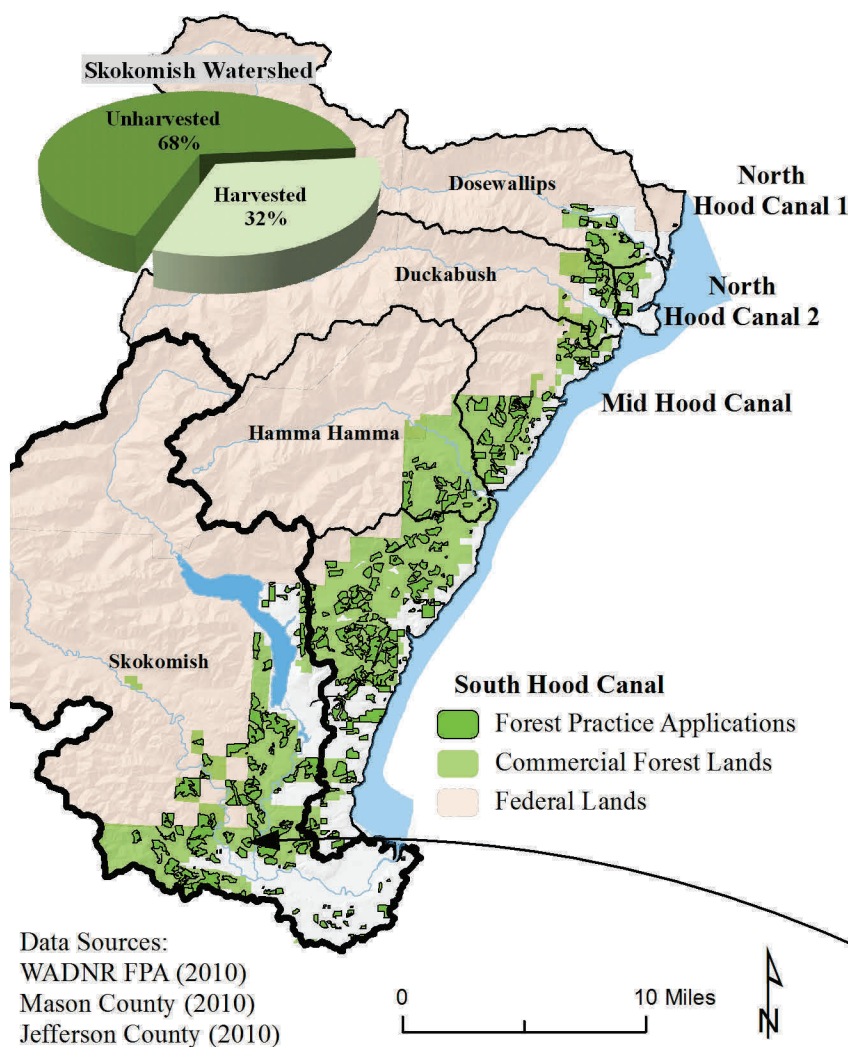 Skokomish Watershed
Unharvested
68%
Harvested
32%
Dosewallips
North
Hood Canal 1
Duckabush
North
Hood Canal 2
Mid Hood Canal
Hamma Hamma
Skokomish
South Hood Canal
Forest Practice Applications
Commercial Forest Lands
Federal Lands
Data Sources:
WADNR FPA (2010)
Mason County (2010)
Jefferson County (2010)
0
10 Miles
N